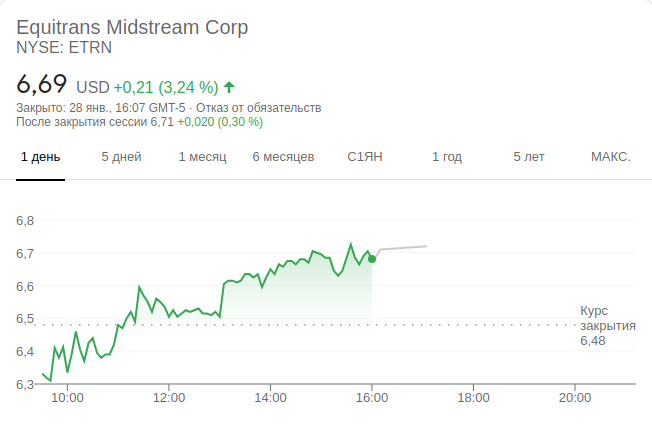 Equitrans Midstream Corp
NYSE: ETRN
6,69 USD +0,21 (3,24 %)
Закрыто: 28 янв., 16:07 GMT-5 · Отказ от обязательств
После закрытия сессии 6,71 +0,020 (0,30 %)
1 день 5 дней 1 месяц 6 месяцев С1ЯН 1 год 5 лет МАКС.
6,8
6,7
6,6
6,5
6,4
6,3
Курс
закрытия
6,48
10:00 12:00 14:00 16:00 18:00 20:00